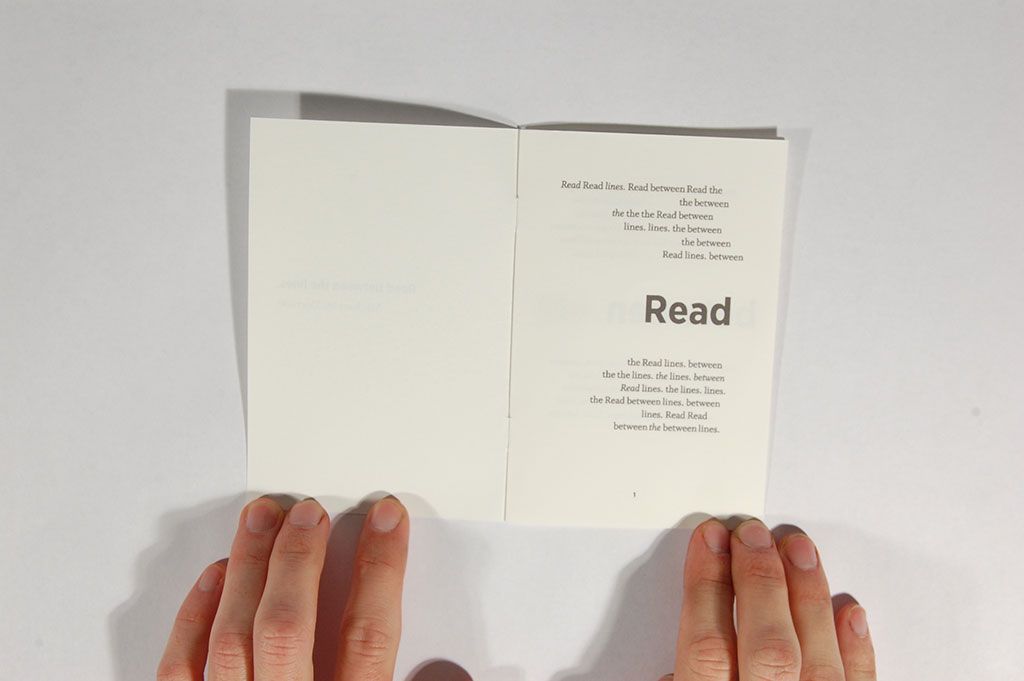 Read Read lines. Read between Read the
the between
the the the Read between
lines. lines. the between
the between
Read lines. between
Read
the Read lines. between
the the lines. the lines. between
Read lines. the lines. lines.
the Read between lines. between
lines. Read Read
between the between lines.
1